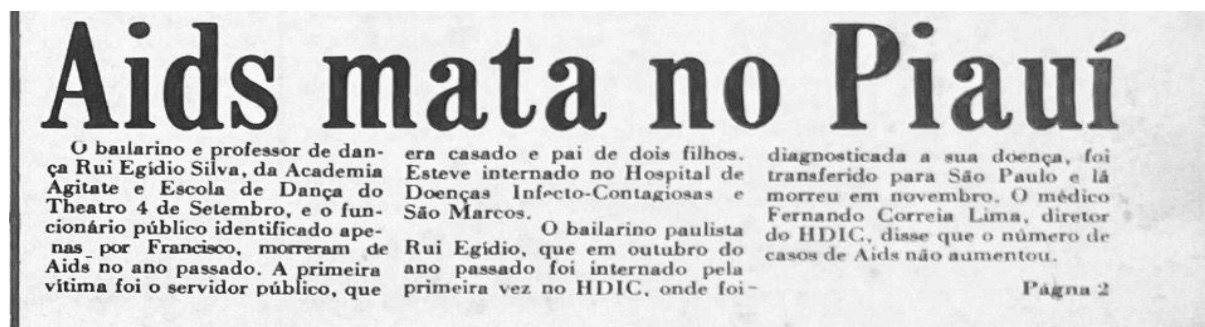 Aids mata no Piauí
O bailarino e professor de dan-
ça Rui Egídio Silva, da Academia
Agitate e Escola de Dança do
Theatro 4 de Setembro, e o fun-
cionário público identificado ape-
nas por Francisco, morreram de
Aids no ano passado. A primeira
vítima foi o servidor público, que
era casado e pai de dois filhos.
Esteve internado no Hospital de
Doenças Infecto-Contagiosas e
São Marcos.
O bailarino paulista
Rui Egídio, que em outubro do
ano passado foi internado pela
primeira vez no HDIC, onde foi-
diagnosticada a sua doença, foi
transferido para São Paulo e lá
morreu em novembro. O médico
Fernando Correia Lima, diretor
do HDIC, disse que o número de
casos de Aids não aumentou.
Págna 2